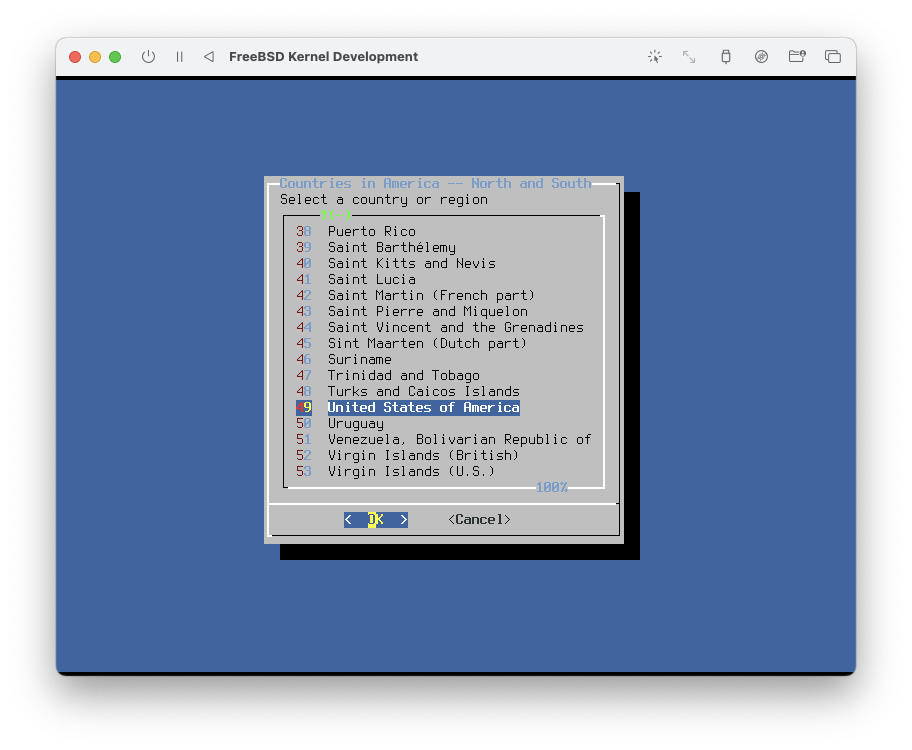 FreeBSD Kernel Development
Countries in America -- North and South
Select a country or region
↑(-)
38 Puerto Rico
39 Saint Barthélemy
40 Saint Kitts and Nevis
41 Saint Lucia
42 Saint Martin (French part)
43 Saint Pierre and Miquelon
44 Saint Vincent and the Grenadines
45 Sint Maarten (Dutch part)
46 Suriname
47 Trinidad and Tobago
48 Turks and Caicos Islands
49 United States of America
50 Uruguay
51 Venezuela, Bolivarian Republic of
52 Virgin Islands (British)
53 Virgin Islands (U.S.)
100%
< OK > <Cancel>